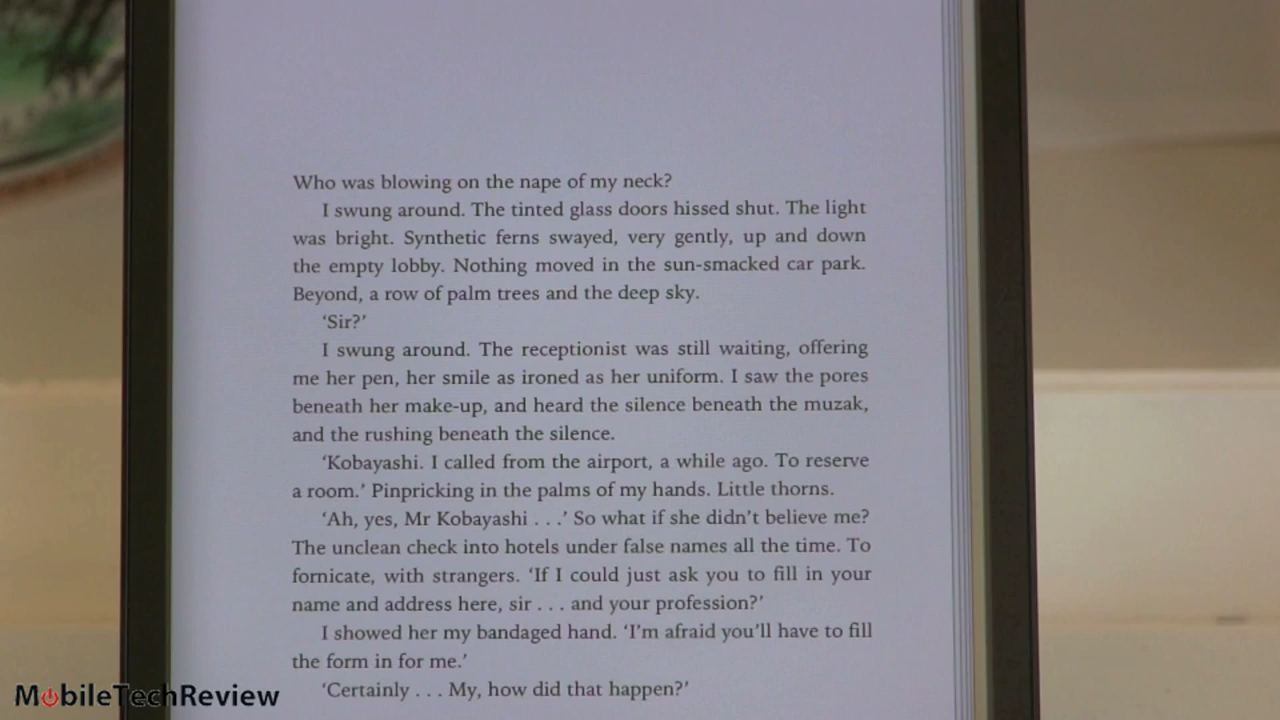 Who was blowing on the nape of my neck?
I swung around. The tinted glass doors hissed shut. The light
was bright. Synthetic ferns swayed, very gently, up and down
the empty lobby. Nothing moved in the sun-smacked car park.
Beyond, a row of palm trees and the deep sky.
‘Sir?’
I swung around. The receptionist was still waiting, offering
me her pen, her smile as ironed as her uniform. I saw the pores
beneath her make-up, and heard the silence beneath the muzak,
and the rushing beneath the silence.
‘Kobayashi. I called from the airport, a while ago. To reserve
a room.’ Pinpricking in the palms of my hands. Little thorns.
‘Ah, yes, Mr Kobayashi . . .’ So what if she didn’t believe me?
The unclean check into hotels under false names all the time. To
fornicate, with strangers. ‘If I could just ask you to fill in your
name and address here, sir . . . and your profession?’
I showed her my bandaged hand. ‘I’m afraid you’ll have to fill
the form in for me.’
‘Certainly . . . My, how did that happen?’
MobileTechReview